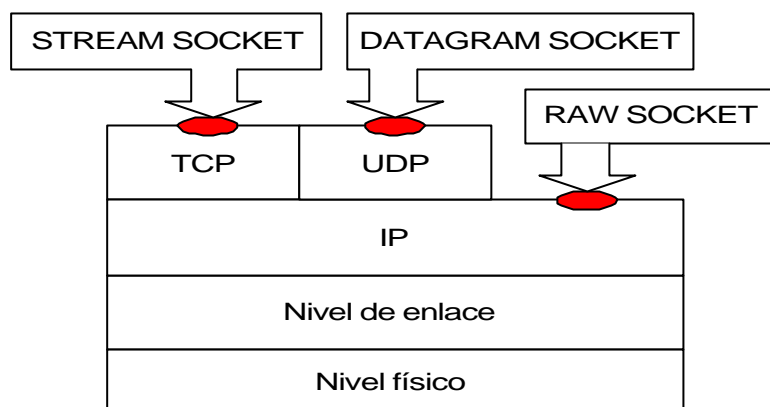 STREAM SOCKET
DATAGRAM SOCKET
RAW SOCKET
TCP
UDP
IP
Nivel de enlace
Nivel físico